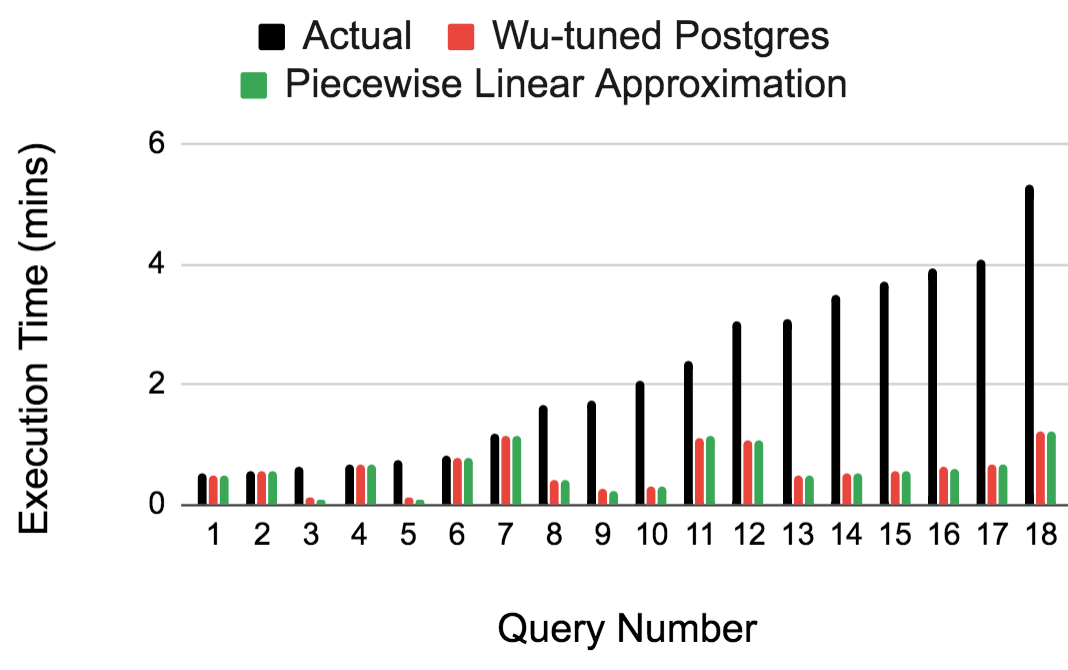 Actual Wu-tuned Postgres
Piecewise Linear Approximation
Execution Time (mins)
6
4
2
0
1 2 3 4 5 6 7 8 9 10 11 12 13 14 15 16 17 18
Query Number